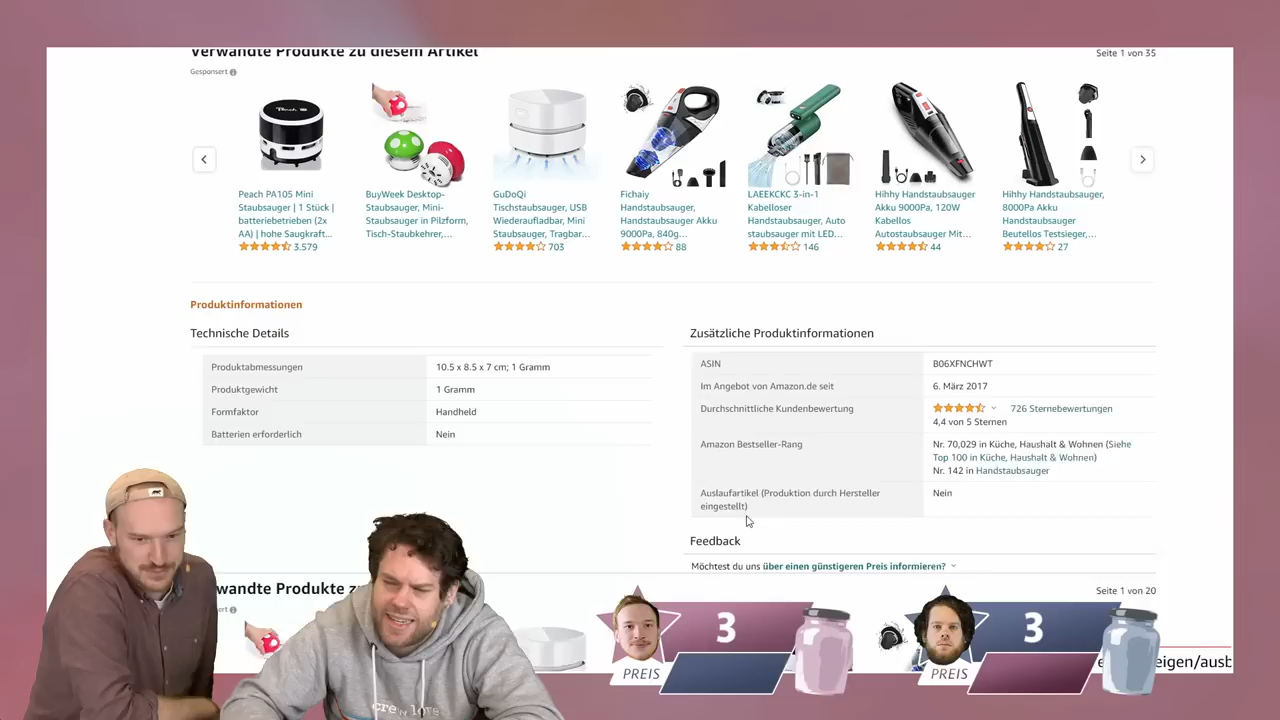 Verwandte Produkte zu diesem Artikel
Seite 1 von 35
Gesponsert
Peach PA105 Mini
Staubsauger | 1 Stück |
batteriebetrieben (2x
AA) | hohe Saugkraft…
3.579
BuyWeek Desktop-
Staubsauger, Mini-
Staubsauger in Pilzform,
Tisch-Staubkehrer,…
GuDoQi
Tischstaubsauger, USB
Wiederaufladbar, Mini
Staubsauger, Tragbar…
703
Fichaiy
Handstaubsauger,
Handstaubsauger Akku
9000Pa, 840g…
88
LAEEKCKC 3-in-1
Kabelloser
Handstaubsauger, Auto
staubsauger mit LED…
146
Hihhy Handstaubsauger
Akku 9000Pa, 120W
Kabellos
Autostaubsauger Mit…
44
Hihhy Handstaubsauger,
8000Pa Akku
Handstaubsauger
Beutellos Testsieger,…
27
Produktinformationen
Technische Details
Produktabmessungen 10.5 x 8.5 x 7 cm; 1 Gramm
Produktgewicht 1 Gramm
Formfaktor Handheld
Batterien erforderlich Nein
Zusätzliche Produktinformationen
ASIN B06XFNCHWT
Im Angebot von Amazon.de seit 6. März 2017
Durchschnittliche Kundenbewertung 726 Sternebewertungen
4,4 von 5 Sternen
Amazon Bestseller-Rang Nr. 70,029 in Küche, Haushalt & Wohnen (Siehe
Top 100 in Küche, Haushalt & Wohnen)
Nr. 142 in Handstaubsauger
Auslaufartikel (Produktion durch Hersteller Nein
eingestellt)
Feedback
Möchtest du uns über einen günstigeren Preis informieren?
wandte Produkte z
Seite 1 von 20
sert
3
PREIS
3
PREIS
eigen/ausb
crew love